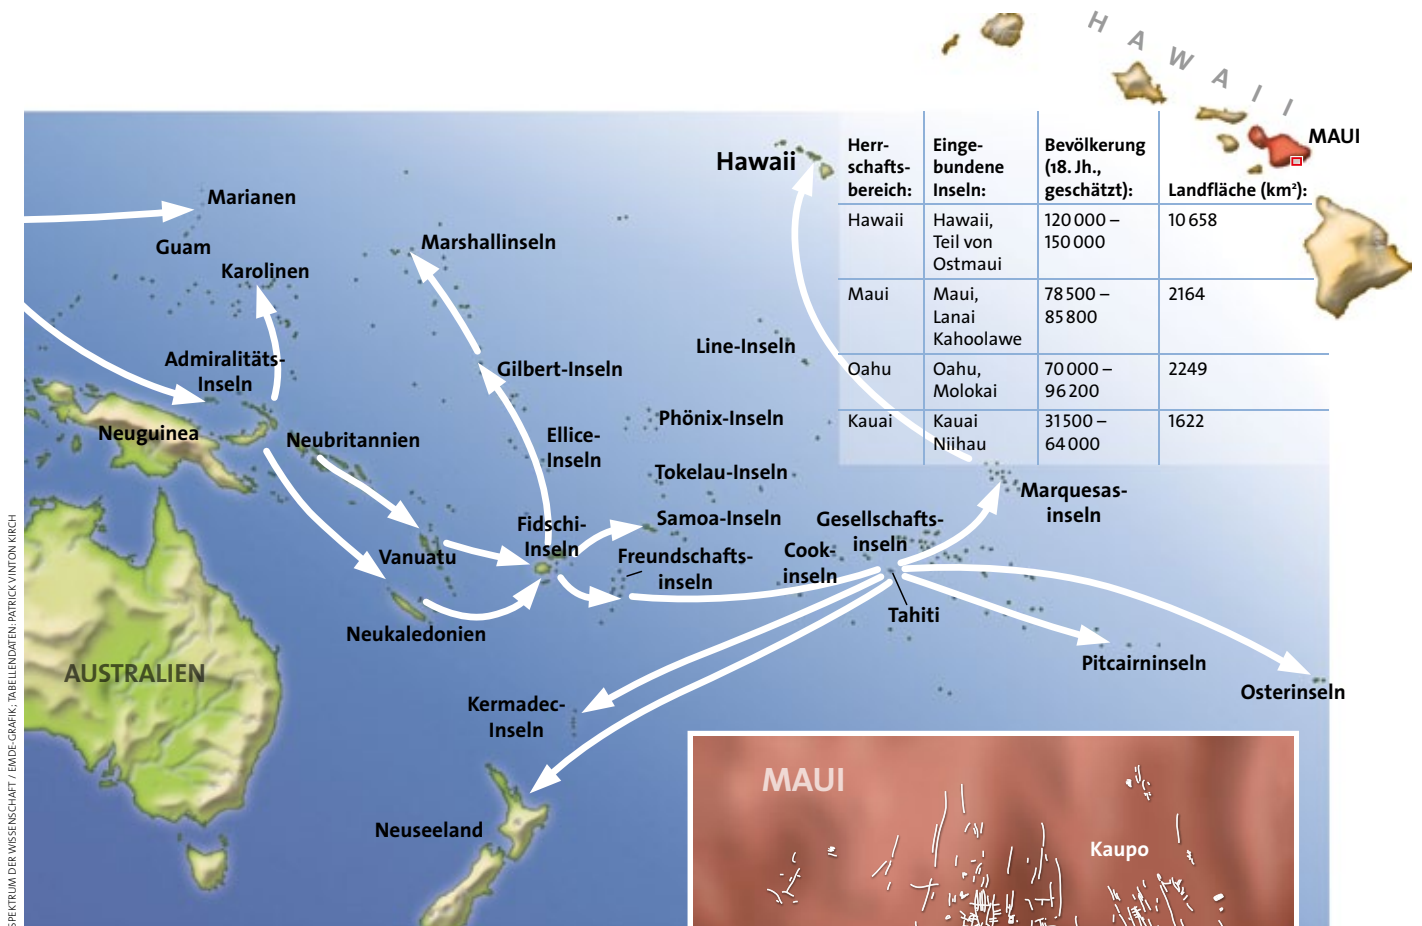 HAWAII
MAUI
Herr-
schafts-
bereich:
Einge-
bundene
Inseln:
Bevölkerung
(18. Jh.,
geschätzt):
Landfläche (km²):
Hawaii
Hawaii,
Teil von
Ostmaui
120 000 –
150 000
10 658
Maui
Maui,
Lanai
Kahoolawe
78 500 –
85 800
2164
Oahu
Oahu,
Molokai
70 000 –
96 200
2249
Kauai
Kauai
Niihau
31 500 –
64 000
1622
Hawaii
Marianen
Guam
Karolinen
Marshallinseln
Admiralitäts-
Inseln
Gilbert-Inseln
Line-Inseln
Neuguinea
Neubritannien
Ellice-
Inseln
Phönix-Inseln
Tokelau-Inseln
Marquesas-
inseln
Vanuatu
Fidschi-
Inseln
Samoa-Inseln
Freundschafts-
inseln
Cook-
inseln
Gesellschafts-
inseln
Tahiti
Neukaledonien
AUSTRALIEN
Pitcairninseln
Osterinseln
Kermadec-
Inseln
Neuseeland
MAUI
Kaupo
SPEKTRUM DER WISSENSCHAFT / EMDE-GRAFIK; TABELLENDATEN: PATRICK VINTON KIRCH